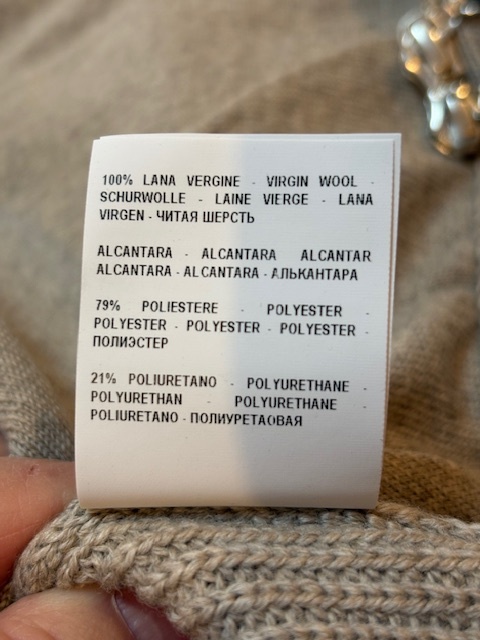 100% LANA VERGINE - VIRGIN WOOL -
SCHURWOLLE - LAINE VIERGE - LANA
VIRGEN - ЧИТАЯ ШЕРСТЬ
ALCANTARA - ALCANTARA ALCANTAR
ALCANTARA - ALCANTARA - АЛЬКАНТАРА
79% POLIESTERE - POLYESTER -
POLYESTER - POLYESTER - POLYESTER -
ПОЛИЭСТЕР
21% POLIURETANO - POLYURETHANE -
POLYURETHAN - POLYURETHANE -
POLIURETANO - ПОЛИУРЕТАОВАЯ